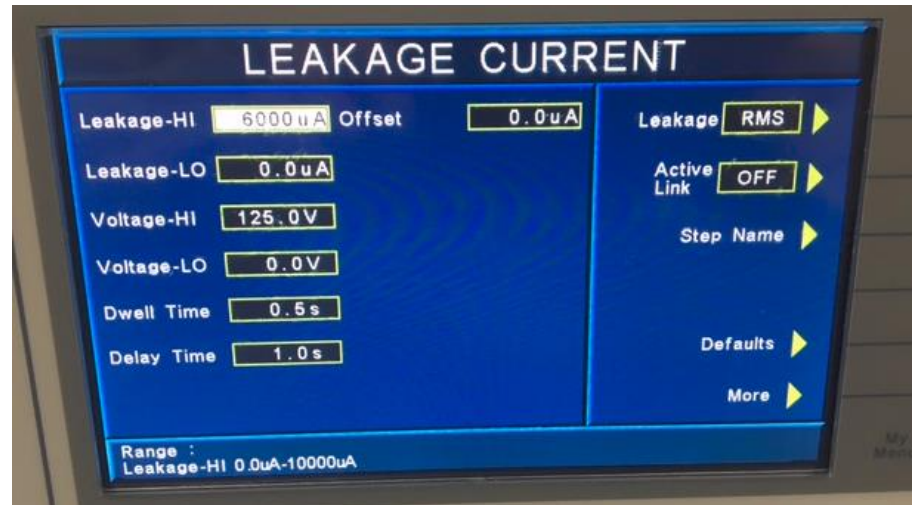 LEAKAGE CURRENT
Leakage-HI 6000uA Offset 0.0uA
Leakage-LO 0.0uA
Voltage-HI 125.0V
Voltage-LO 0.0V
Dwell Time 0.5s
Delay Time 1.0s
Leakage RMS
Active Link OFF
Step Name
Defaults
More
Range :
Leakage-HI 0.0uA-10000uA
My
Menu